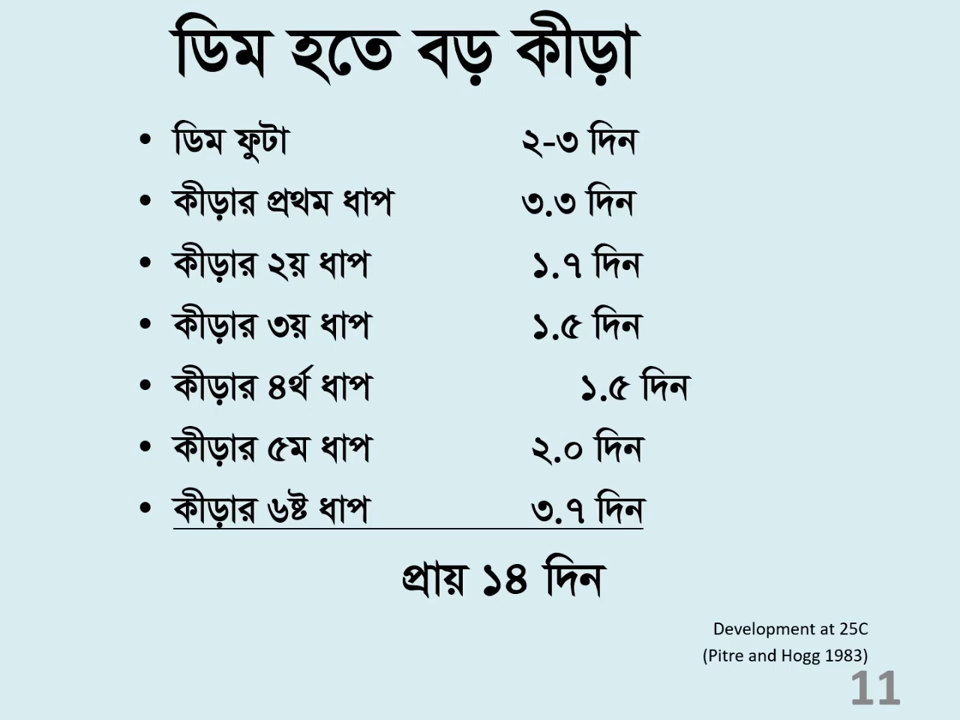 ডিম হতে বড় কীড়া
• ডিম ফুটা ২-৩ দিন
• কীড়ার প্রথম ধাপ ৩.৩ দিন
• কীড়ার ২য় ধাপ ১.৭ দিন
• কীড়ার ৩য় ধাপ ১.৫ দিন
• কীড়ার ৪র্থ ধাপ ১.৫ দিন
• কীড়ার ৫ম ধাপ ২.০ দিন
• কীড়ার ৬ষ্ট ধাপ ৩.৭ দিন
প্রায় ১৪ দিন
Development at 25C
(Pitre and Hogg 1983)
11